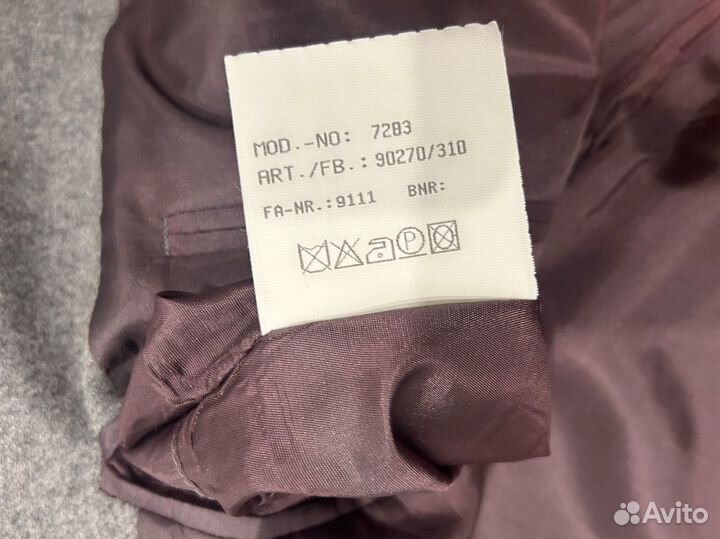 MOD.-NO: 7283
ART./FB.: 90270/310
FA-NR.:9111 BNR:
P
Avito